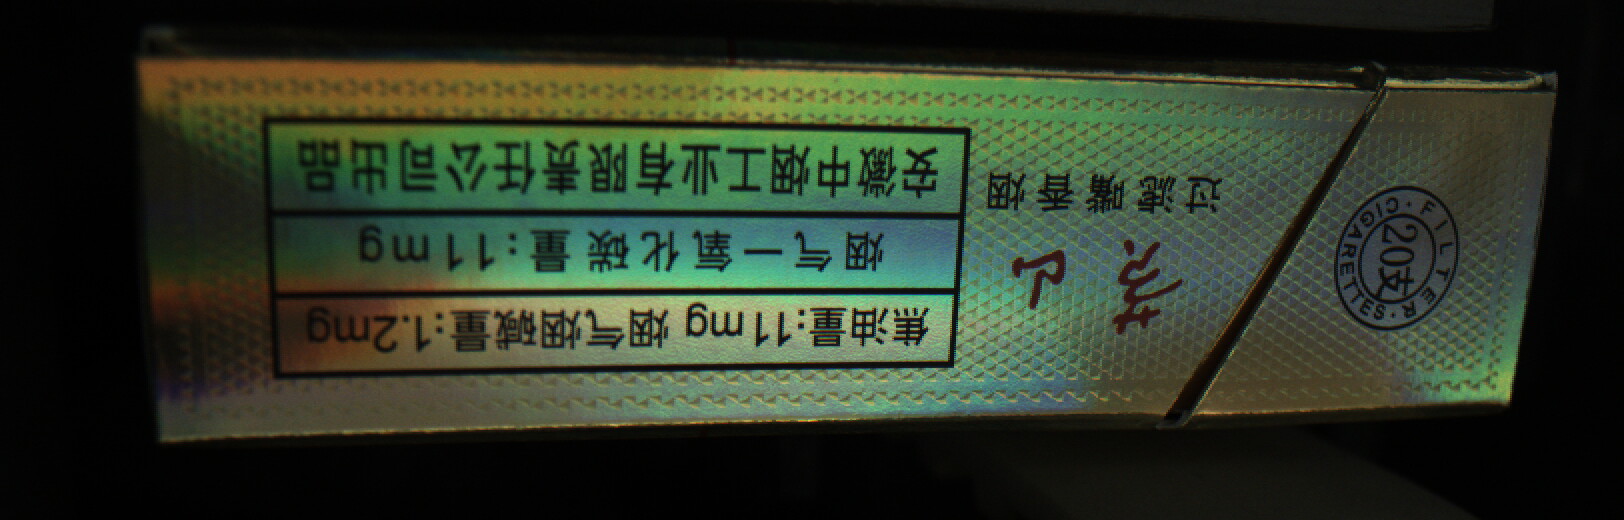 ·FILTER·CIGARETTES
20支
黄山
过滤嘴香烟
焦油量:11mg 烟气烟碱量:1.2mg
烟气一氧化碳量:11mg
安徽中烟工业有限责任公司出品